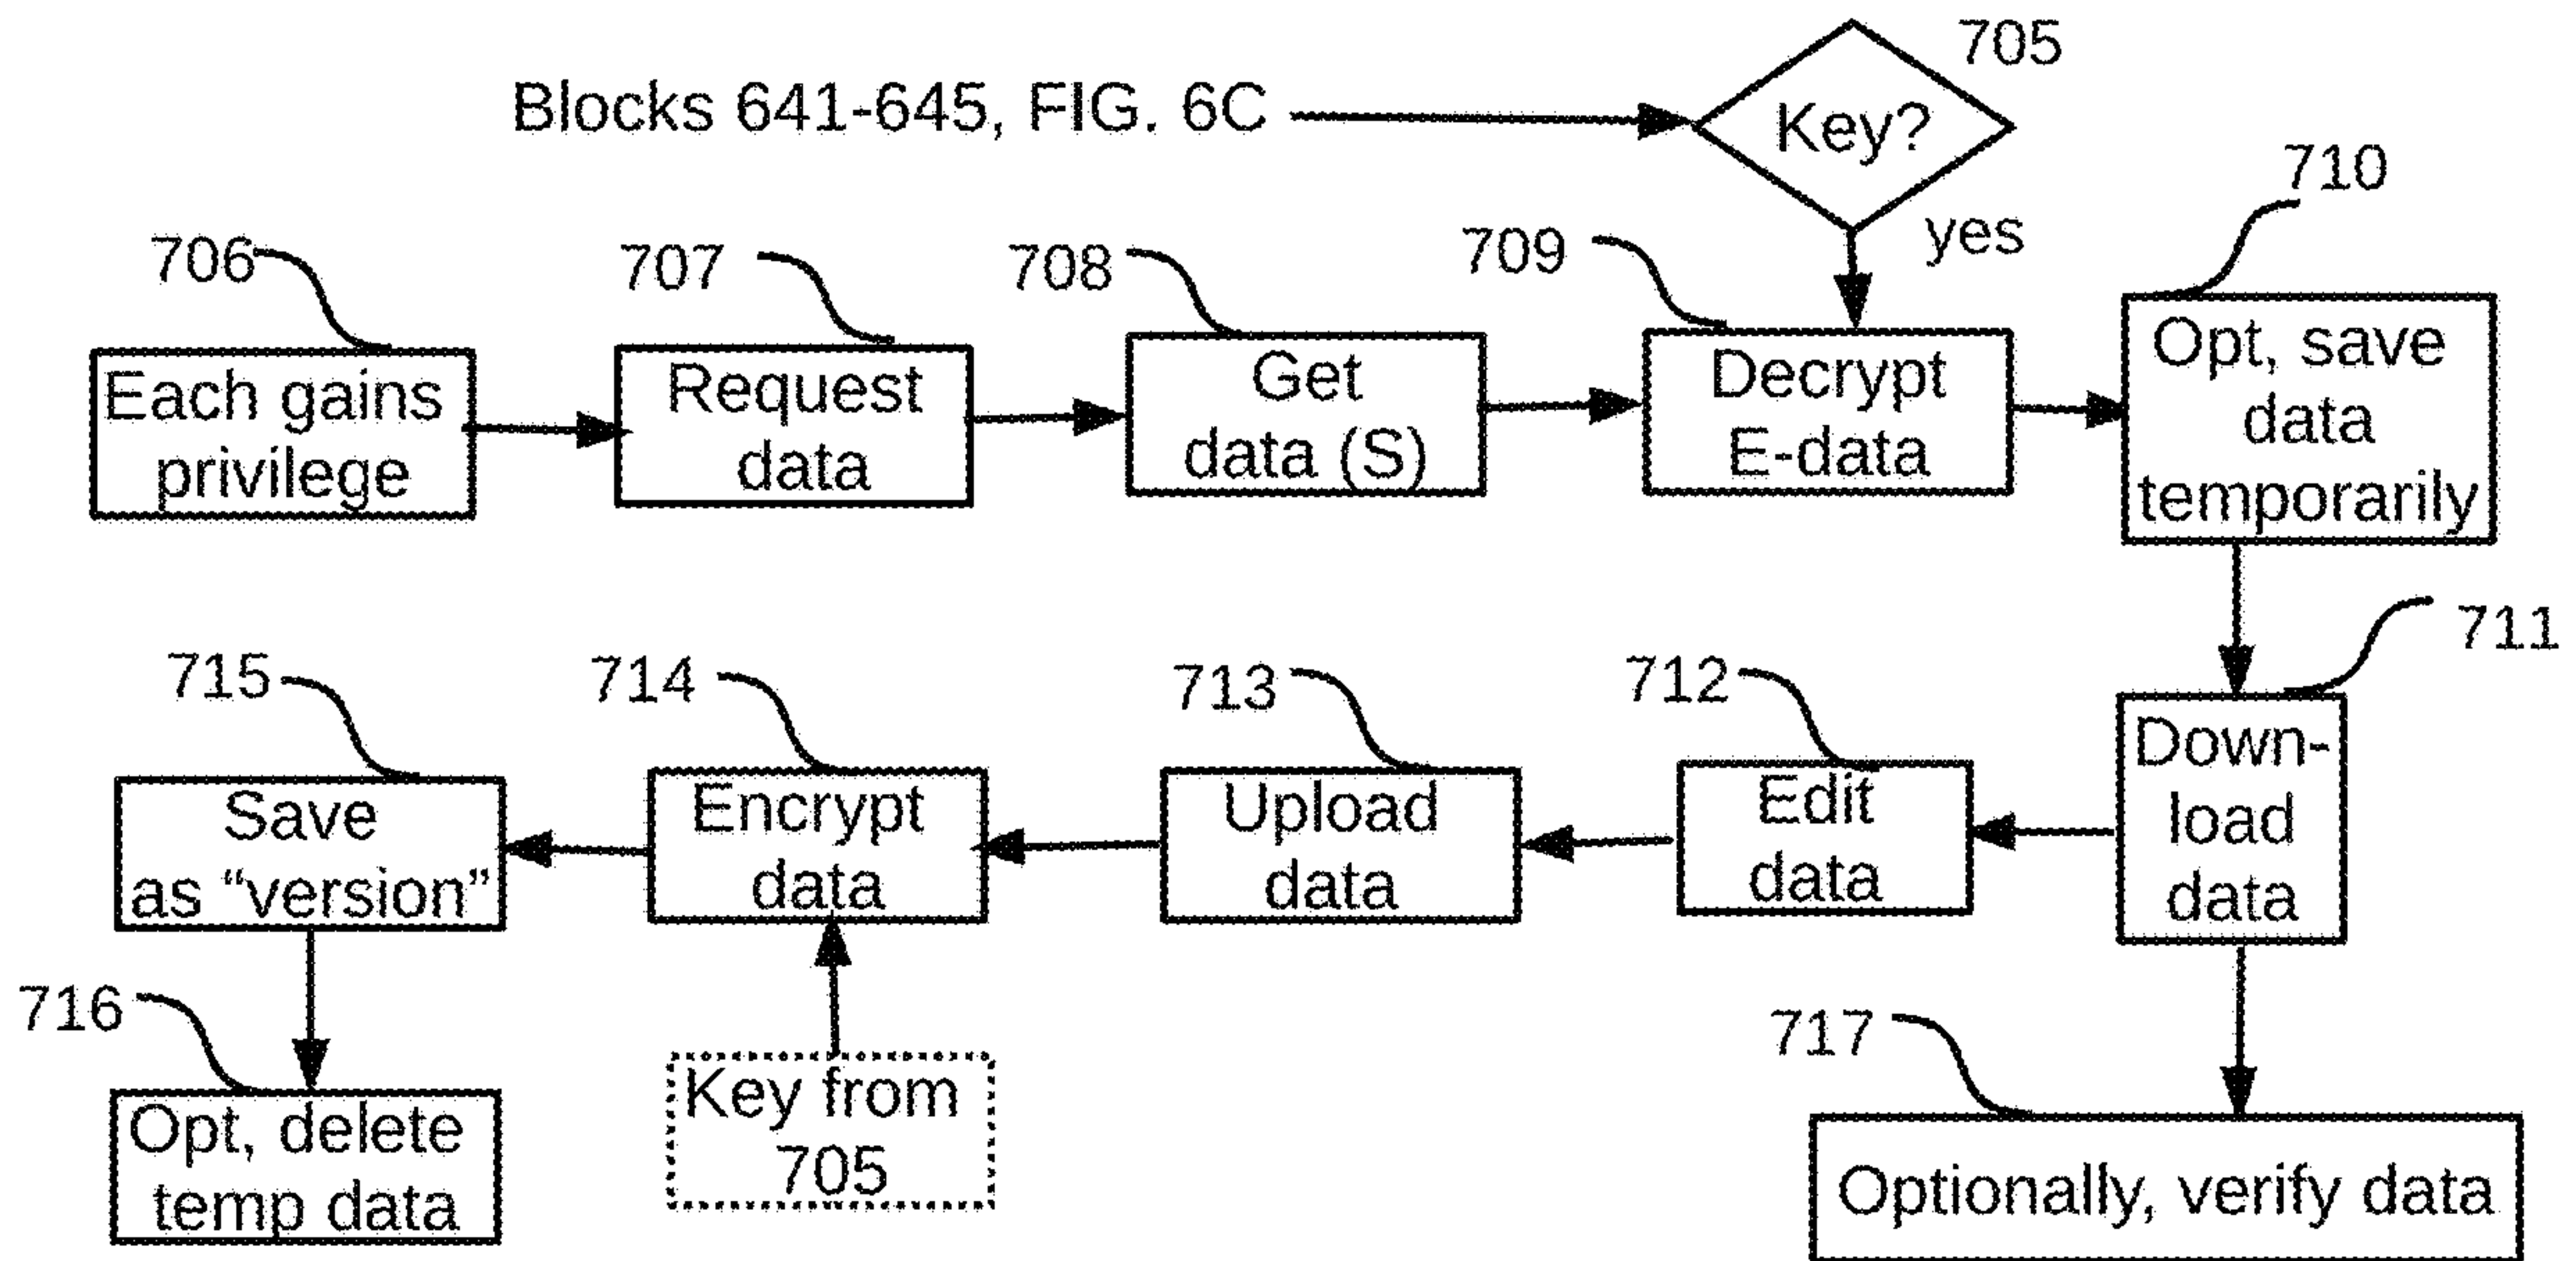 705
Blocks 641-645, FIG. 6C
Key?
yes
706
707
708
709
710
Each gains
privilege
Request
data
Get
data (S)
Decrypt
E-data
Opt, save
data
temporarily
715
714
713
712
711
Save
as “version”
Encrypt
data
Upload
data
Edit
data
Down-
load
data
716
717
Opt, delete
temp data
Key from
705
Optionally, verify data